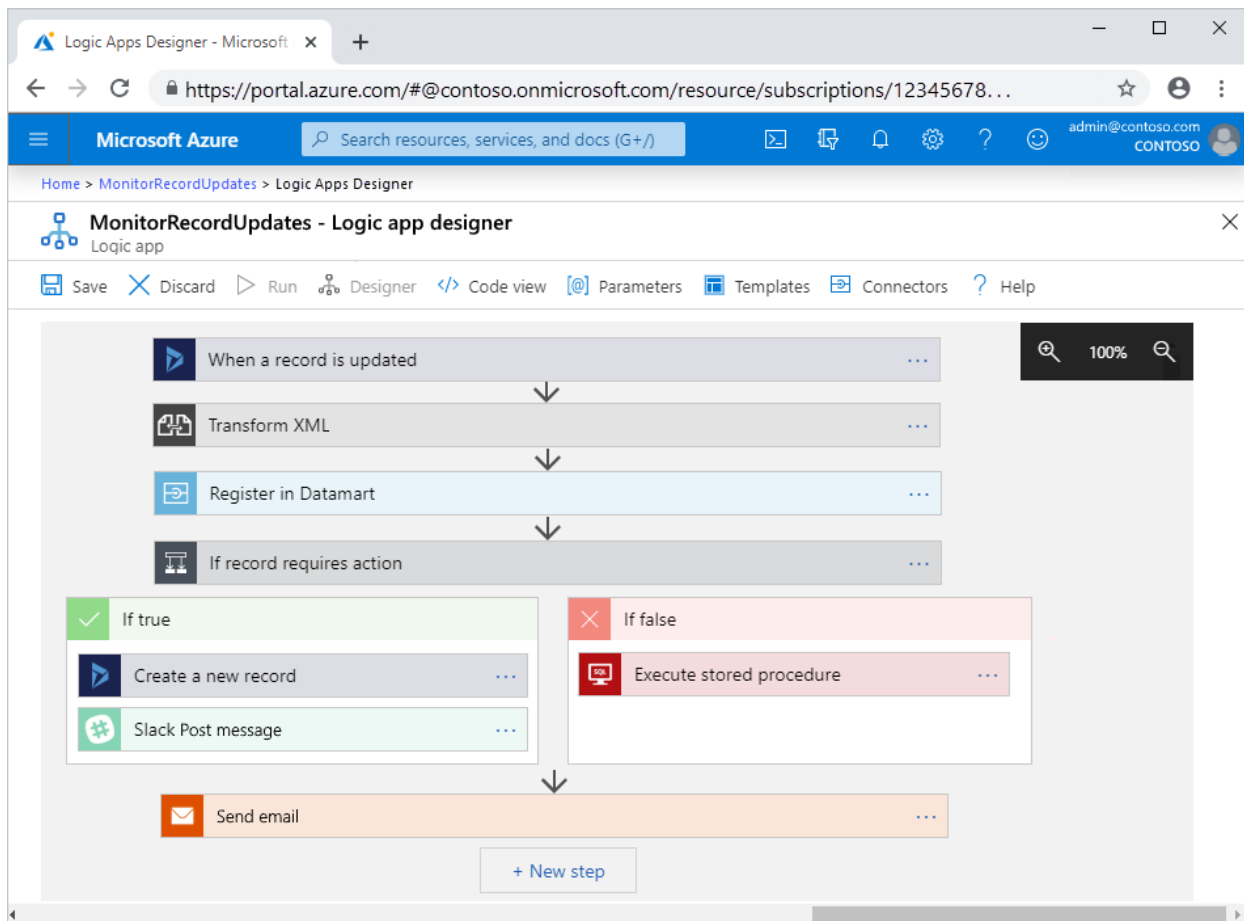 Logic Apps Designer - Microsoft
https://portal.azure.com/#@contoso.onmicrosoft.com/resource/subscriptions/12345678...
Microsoft Azure
Search resources, services, and docs (G+/)
admin@contoso.com
CONTOSO
Home > MonitorRecordUpdates > Logic Apps Designer
MonitorRecordUpdates - Logic app designer
Logic app
Save Discard Run Designer Code view Parameters Templates Connectors Help
When a record is updated
100%
Transform XML
Register in Datamart
If record requires action
If true
If false
Create a new record
SQL
Execute stored procedure
Slack Post message
Send email
+ New step